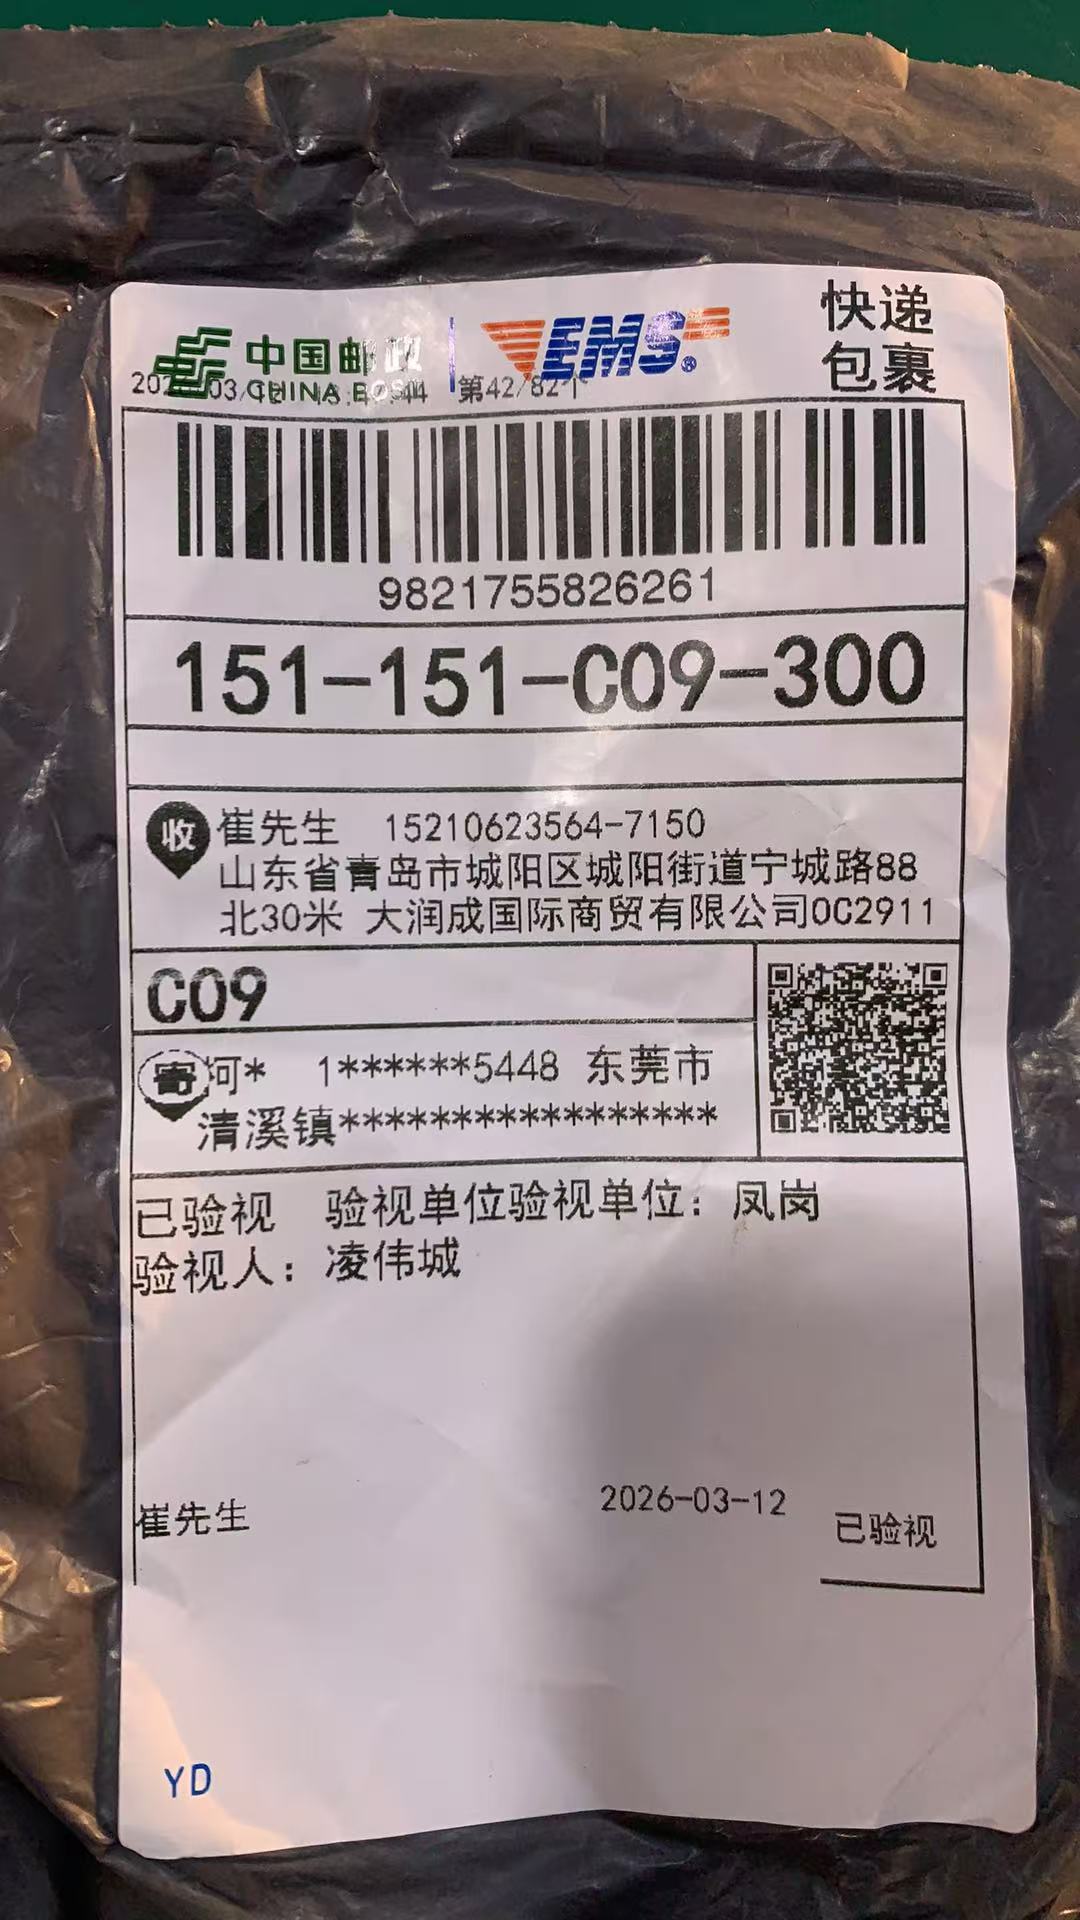 中国邮政 EMS 快递
CHINA POST 包裹
第42/82个
9821755826261
151-151-C09-300
收 崔先生 15210623564-7150
山东省青岛市城阳区城阳街道宁城路88
北30米 大润成国际商贸有限公司OC2911
C09
寄 何* 1******5448 东莞市
清溪镇*****************
已验视 验视单位验视单位：凤岗
验视人：凌伟城
崔先生 2026-03-12
已验视
YD